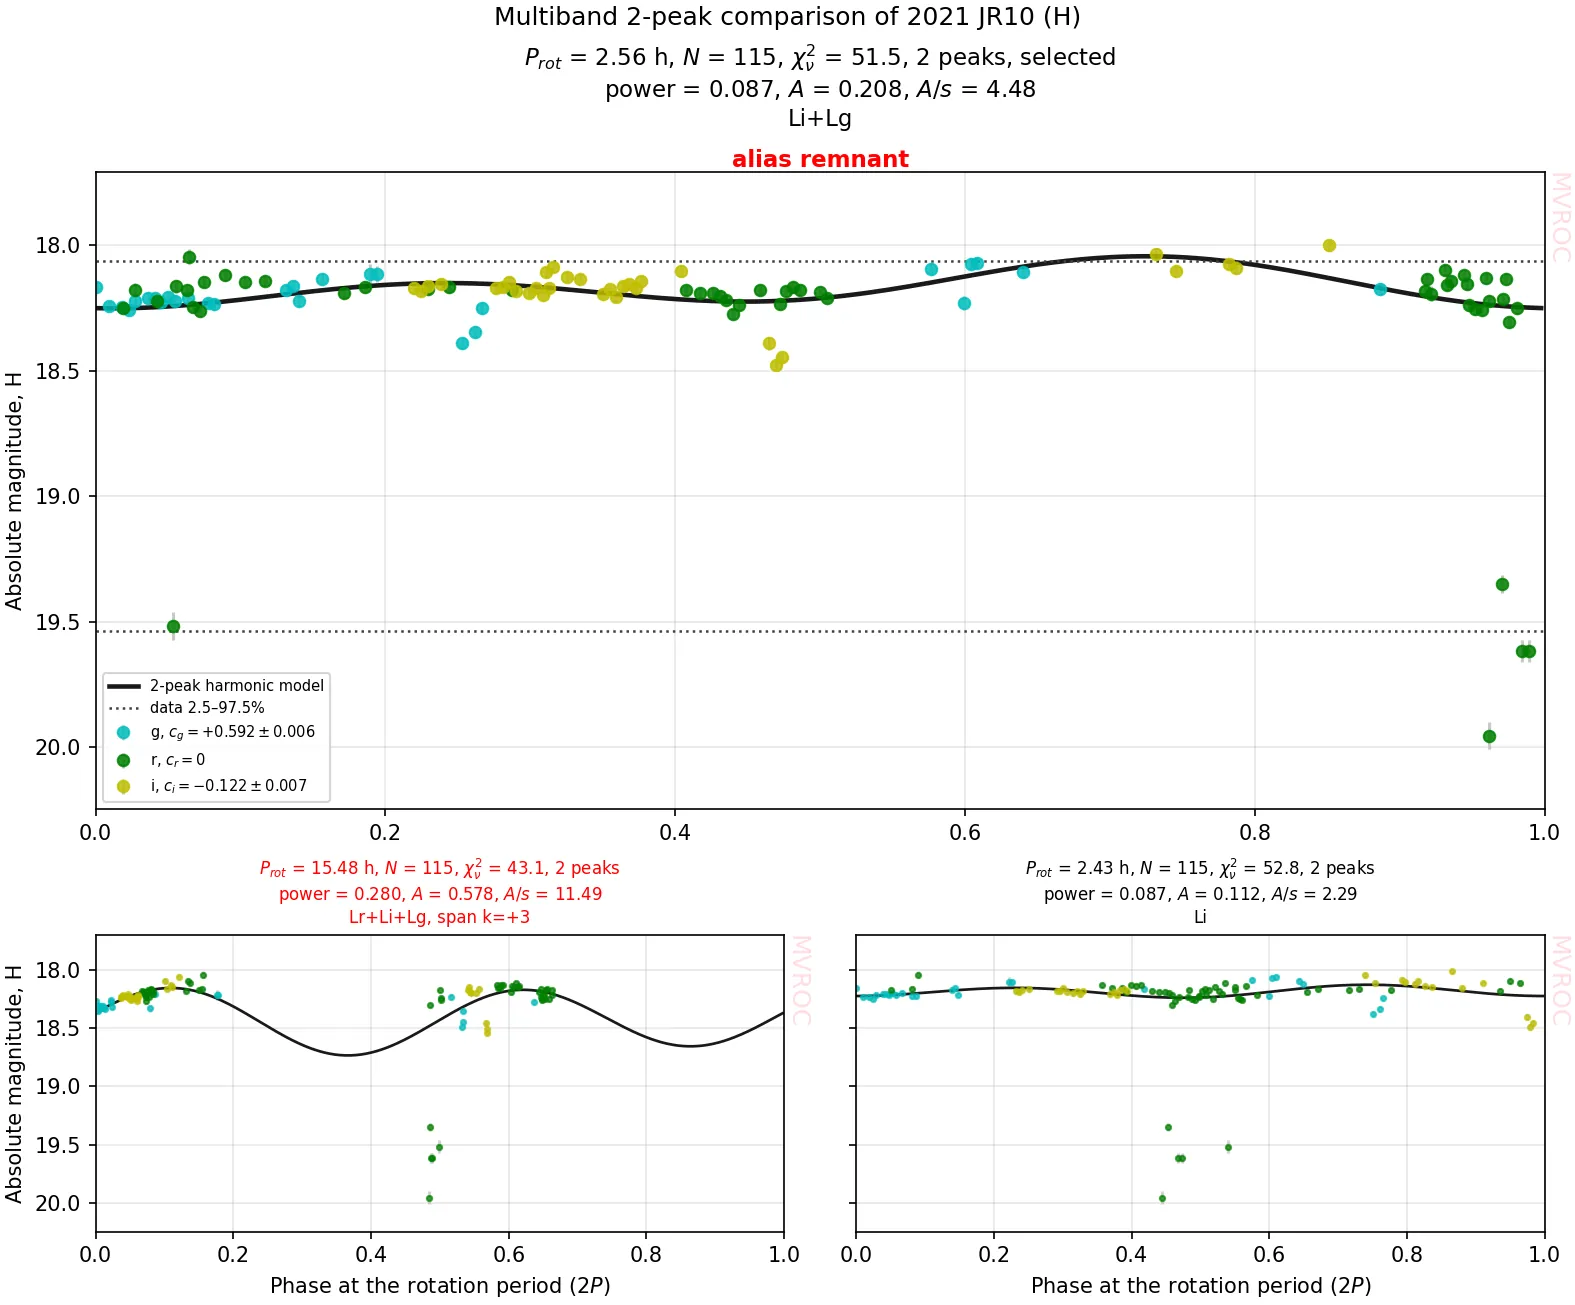 Multiband 2-peak comparison of 2021 JR10 (H)
P_rot = 2.56 h, N = 115, χ²_ν = 51.5, 2 peaks, selected
power = 0.087, A = 0.208, A/s = 4.48
Li+Lg
alias remnant
MVROC
18.0
18.5
19.0
19.5
20.0
Absolute magnitude, H
2-peak harmonic model
data 2.5–97.5%
g, c_g = +0.592 ± 0.006
r, c_r = 0
i, c_i = −0.122 ± 0.007
0.0 0.2 0.4 0.6 0.8 1.0
P_rot = 15.48 h, N = 115, χ²_ν = 43.1, 2 peaks
power = 0.280, A = 0.578, A/s = 11.49
Lr+Li+Lg, span k=+3
MVROC
18.0
18.5
19.0
19.5
20.0
Absolute magnitude, H
0.0 0.2 0.4 0.6 0.8 1.0
Phase at the rotation period (2P)
P_rot = 2.43 h, N = 115, χ²_ν = 52.8, 2 peaks
power = 0.087, A = 0.112, A/s = 2.29
Li
MVROC
0.0 0.2 0.4 0.6 0.8 1.0
Phase at the rotation period (2P)